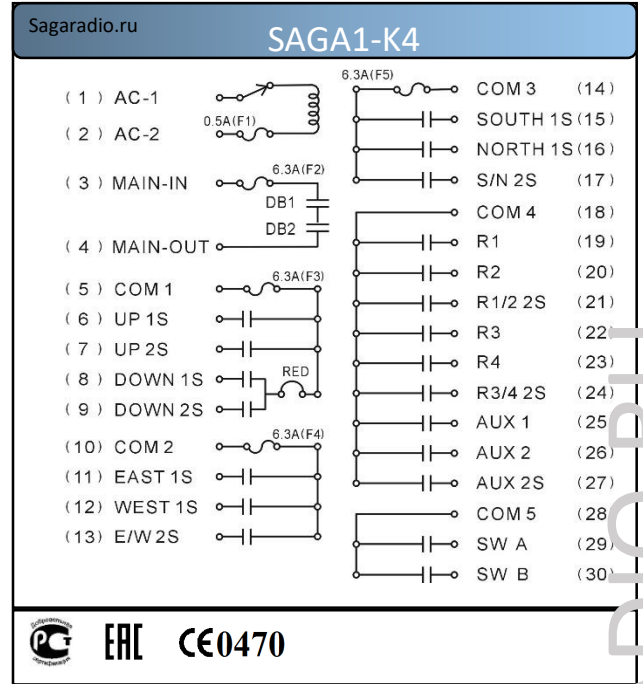 Sagaradio.ru
SAGA1-K4
( 1 ) AC-1
( 2 ) AC-2
0.5A(F1)
( 3 ) MAIN-IN
6.3A(F2)
DB1
DB2
( 4 ) MAIN-OUT
( 5 ) COM 1
6.3A(F3)
( 6 ) UP 1S
( 7 ) UP 2S
( 8 ) DOWN 1S
RED
( 9 ) DOWN 2S
(10) COM 2
6.3A(F4)
(11) EAST 1S
(12) WEST 1S
(13) E/W 2S
6.3A(F5)
COM 3 (14)
SOUTH 1S (15)
NORTH 1S (16)
S/N 2S (17)
COM 4 (18)
R1 (19)
R2 (20)
R1/2 2S (21)
R3 (22)
R4 (23)
R3/4 2S (24)
AUX 1 (25
AUX 2 (26)
AUX 2S (27)
COM 5 (28
SW A (29)
SW B (30)
РСТ
EAC
CE0470